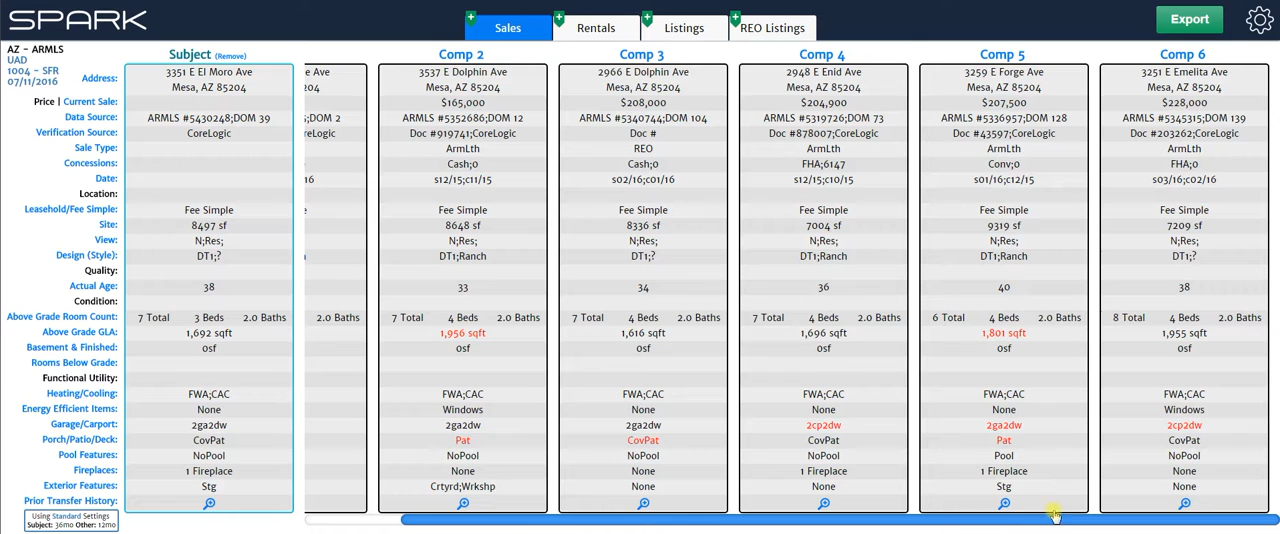 SPARK
Sales
Rentals
Listings
REO Listings
Export
AZ - ARMLS
UAD
1004 - SFR
07/11/2016
Subject (Remove)
Comp 2
Comp 3
Comp 4
Comp 5
Comp 6
Address: 3351 E El Moro Ave e Ave 3537 E Dolphin Ave 2966 E Dolphin Ave 2948 E Enid Ave 3259 E Forge Ave 3251 E Emelita Ave
Mesa, AZ 85204 5204 Mesa, AZ 85204 Mesa, AZ 85204 Mesa, AZ 85204 Mesa, AZ 85204 Mesa, AZ 85204
Price | Current Sale: $165,000 $208,000 $204,900 $207,500 $228,000
Data Source: ARMLS #5430248;DOM 39 ;DOM 2 ARMLS #5352686;DOM 12 ARMLS #5340744;DOM 104 ARMLS #5319726;DOM 73 ARMLS #5336957;DOM 128 ARMLS #5345315;DOM 139
Verification Source: CoreLogic reLogic Doc #919741;CoreLogic Doc # Doc #878007;CoreLogic Doc #43597;CoreLogic Doc #203262;CoreLogic
Sale Type: ArmLth REO ArmLth ArmLth ArmLth
Concessions: Cash;0 Cash;0 FHA;6147 Conv;0 FHA;0
Date: 16 s12/15;c11/15 s02/16;c01/16 s12/15;c10/15 s01/16;c12/15 s03/16;c02/16
Location:
Leasehold/Fee Simple: Fee Simple Fee Simple Fee Simple Fee Simple Fee Simple Fee Simple
Site: 8497 sf 8648 sf 8336 sf 7004 sf 9319 sf 7209 sf
View: N;Res; N;Res; N;Res; N;Res; N;Res; N;Res;
Design (Style): DT1;? DT1;Ranch DT1;? DT1;Ranch DT1;Ranch DT1;?
Quality:
Actual Age: 38 33 34 36 40 38
Condition:
Above Grade Room Count: 7 Total 3 Beds 2.0 Baths 2.0 Baths 7 Total 4 Beds 2.0 Baths 7 Total 4 Beds 2.0 Baths 7 Total 4 Beds 2.0 Baths 6 Total 4 Beds 2.0 Baths 8 Total 4 Beds 2.0 Baths
Above Grade GLA: 1,692 sqft 1,956 sqft 1,616 sqft 1,696 sqft 1,801 sqft 1,955 sqft
Basement & Finished: 0sf 0sf 0sf 0sf 0sf 0sf
Rooms Below Grade:
Functional Utility:
Heating/Cooling: FWA;CAC FWA;CAC FWA;CAC FWA;CAC FWA;CAC FWA;CAC
Energy Efficient Items: None Windows None None None Windows
Garage/Carport: 2ga2dw 2ga2dw 2ga2dw 2cp2dw 2ga2dw 2cp2dw
Porch/Patio/Deck: CovPat Pat CovPat CovPat Pat CovPat
Pool Features: NoPool NoPool NoPool NoPool Pool NoPool
Fireplaces: 1 Fireplace None None 1 Fireplace 1 Fireplace None
Exterior Features: Stg Crtyrd;Wrkshp None None Stg None
Prior Transfer History:
Using Standard Settings
Subject: 36mo Other: 12mo